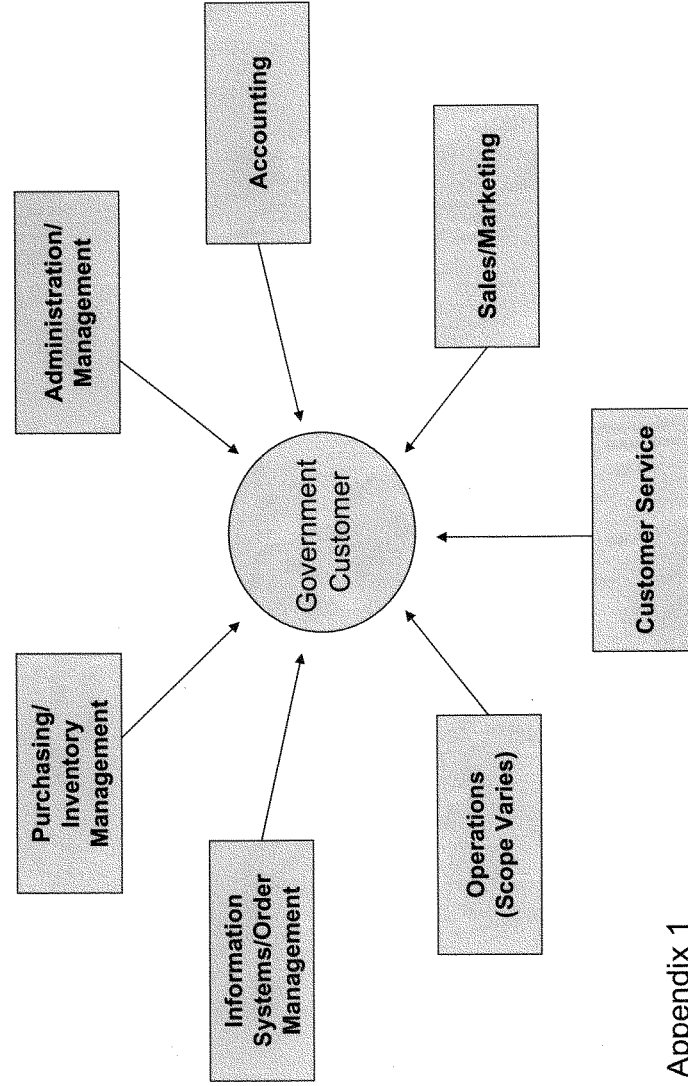 Purchasing/
Inventory
Management
Administration/
Management
Information
Systems/Order
Management
Accounting
Government
Customer
Operations
(Scope Varies)
Sales/Marketing
Customer Service
Appendix 1